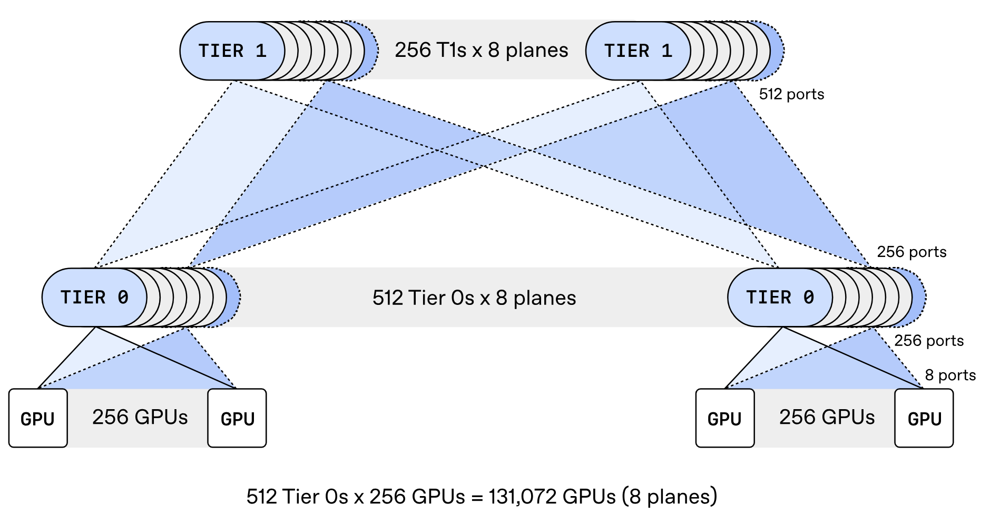 TIER 1
256 T1s x 8 planes
TIER 1
512 ports
256 ports
TIER 0
512 Tier 0s x 8 planes
TIER 0
256 ports
8 ports
GPU
256 GPUs
GPU
GPU
256 GPUs
GPU
512 Tier 0s x 256 GPUs = 131,072 GPUs (8 planes)